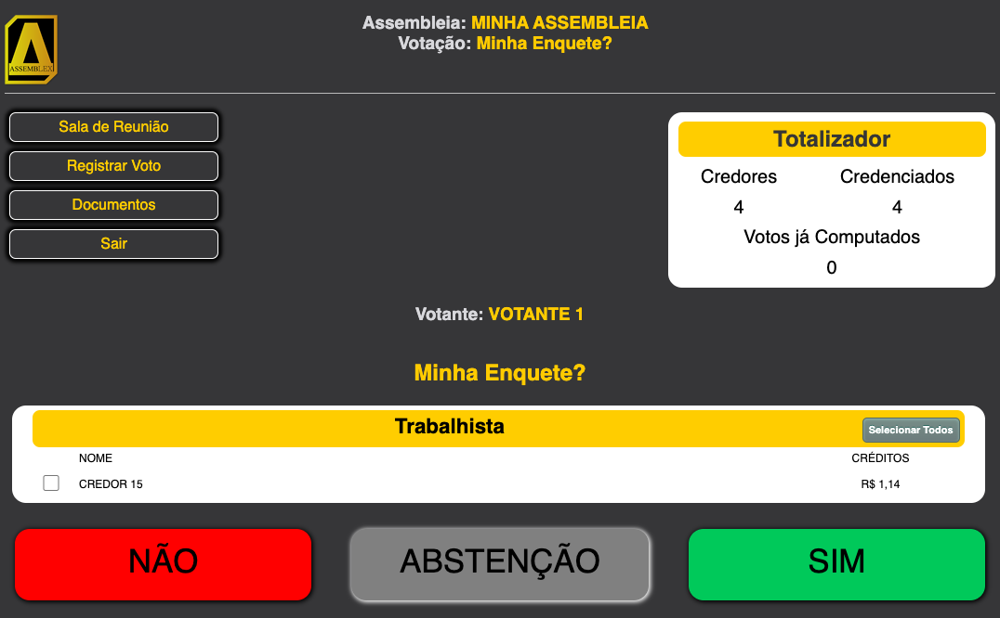 Assembleia: MINHA ASSEMBLEIA
Votação: Minha Enquete?
ASSEMBLEX
Sala de Reunião
Registrar Voto
Documentos
Sair
Totalizador
Credores Credenciados
4 4
Votos já Computados
0
Votante: VOTANTE 1
Minha Enquete?
Trabalhista
Selecionar Todos
NOME CRÉDITOS
CREDOR 15 R$ 1,14
NÃO ABSTENÇÃO SIM